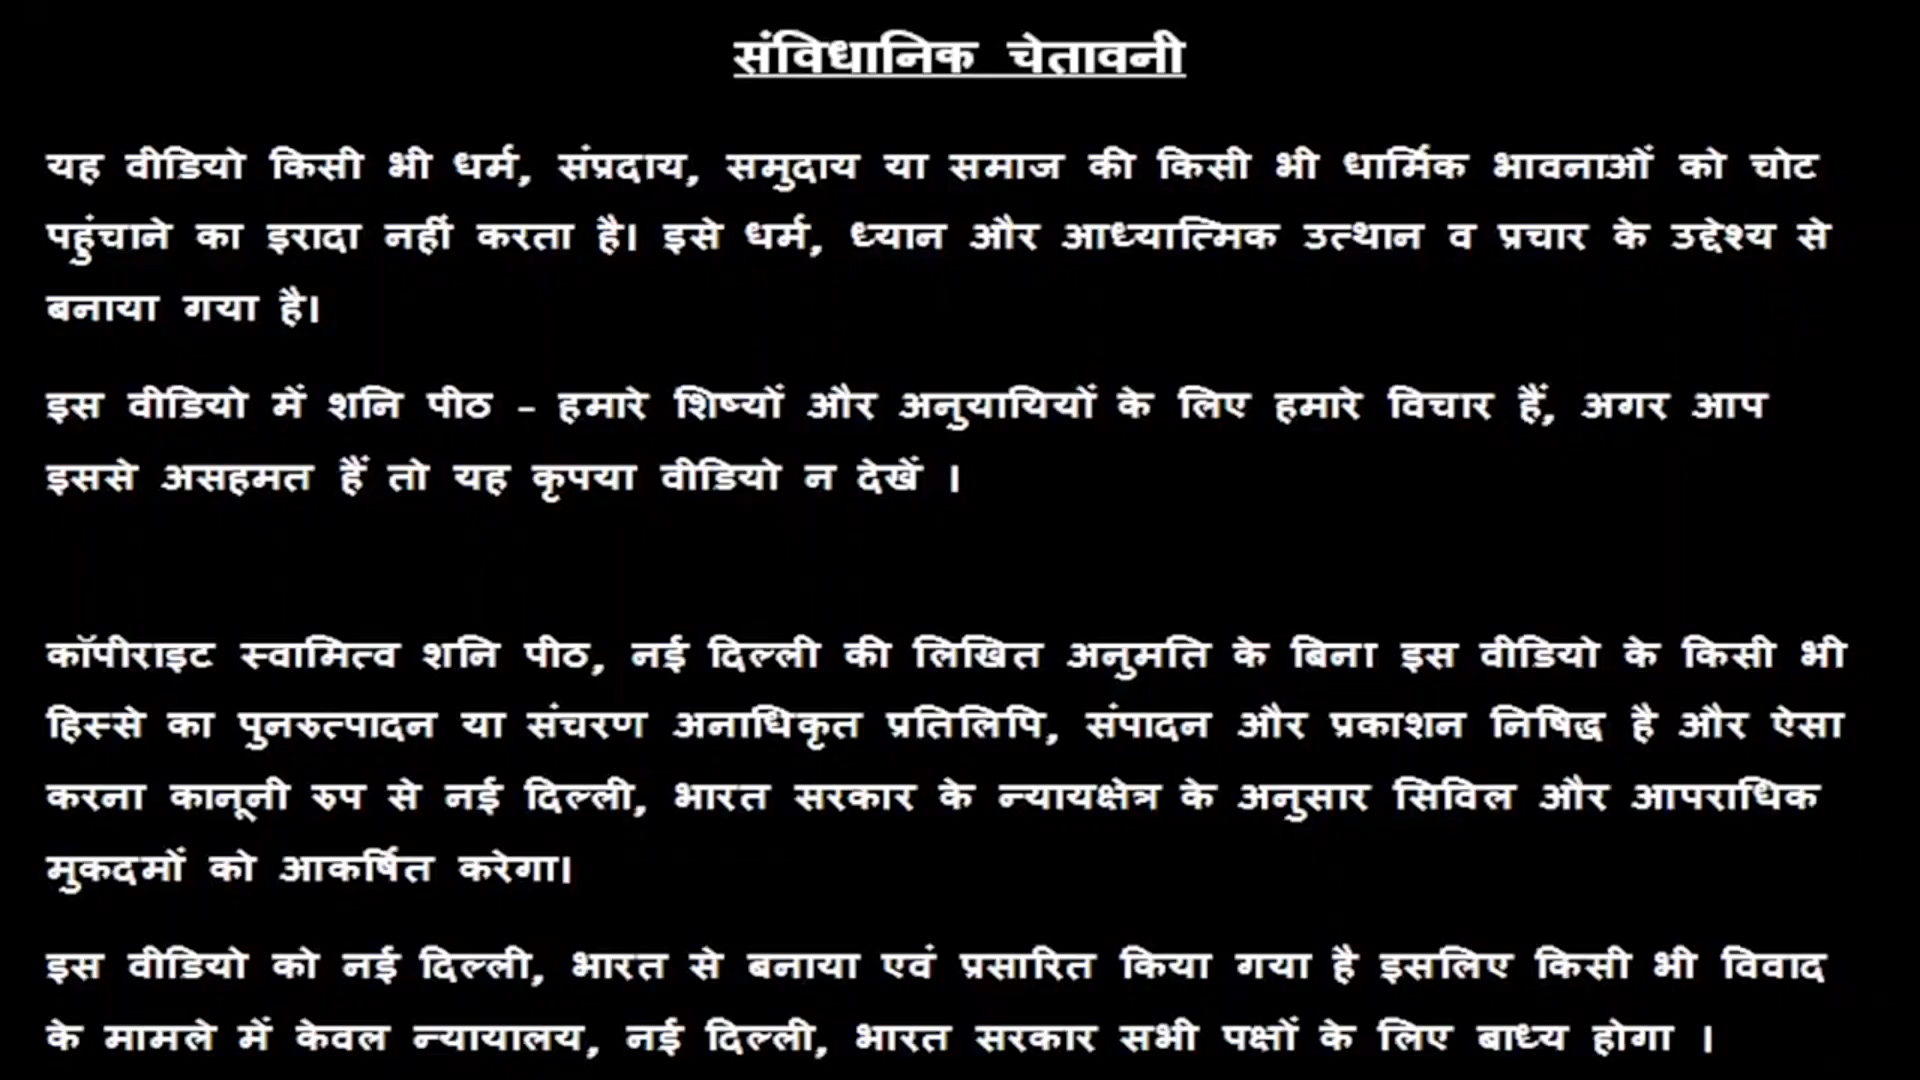 संविधानिक चेतावनी
यह वीडियो किसी भी धर्म, संप्रदाय, समुदाय या समाज की किसी भी धार्मिक भावनाओं को चोट
पहुंचाने का इरादा नहीं करता है। इसे धर्म, ध्यान और आध्यात्मिक उत्थान व प्रचार के उद्देश्य से
बनाया गया है।
इस वीडियो में शनि पीठ - हमारे शिष्यों और अनुयायियों के लिए हमारे विचार हैं, अगर आप
इससे असहमत हैं तो यह कृपया वीडियो न देखें ।
कॉपीराइट स्वामित्व शनि पीठ, नई दिल्ली की लिखित अनुमति के बिना इस वीडियो के किसी भी
हिस्से का पुनरुत्पादन या संचरण अनाधिकृत प्रतिलिपि, संपादन और प्रकाशन निषिद्ध है और ऐसा
करना कानूनी रुप से नई दिल्ली, भारत सरकार के न्यायक्षेत्र के अनुसार सिविल और आपराधिक
मुकदमों को आकर्षित करेगा।
इस वीडियो को नई दिल्ली, भारत से बनाया एवं प्रसारित किया गया है इसलिए किसी भी विवाद
के मामले में केवल न्यायालय, नई दिल्ली, भारत सरकार सभी पक्षों के लिए बाध्य होगा ।